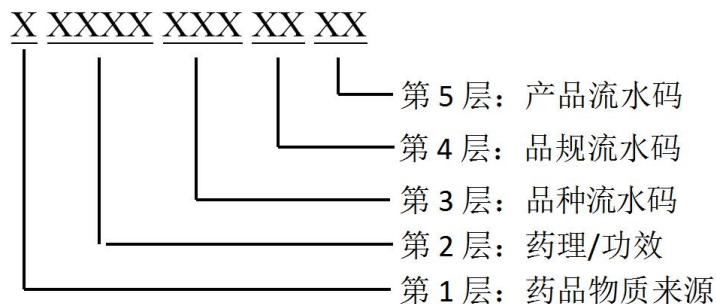 X XXXX XXX XX XX
第 5 层：产品流水码
第 4 层：品规流水码
第 3 层：品种流水码
第 2 层：药理/功效
第 1 层：药品物质来源